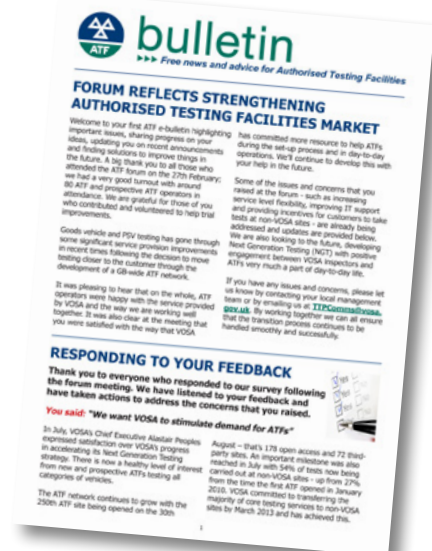 ATF
bulletin
►►► Free news and advice for Authorised Testing Facilities
FORUM REFLECTS STRENGTHENING
AUTHORISED TESTING FACILITIES MARKET
Welcome to your first ATF e-bulletin highlighting
important issues, sharing progress on your
ideas, updating you on recent announcements
and finding solutions to improve things in
the future. A big thank you to all those who
attended the ATF forum on the 27th February;
we had a very good turnout with around
80 ATF and prospective ATF operators in
attendance. We are grateful for those of you
who contributed and volunteered to help trial
improvements.
Goods vehicle and PSV testing has gone through
some significant service provision improvements
in recent times following the decision to move
testing closer to the customer through the
development of a GB-wide ATF network.
It was pleasing to hear that on the whole, ATF
operators were happy with the service provided
by VOSA and the way we are working well
together. It was also clear at the meeting that
you were satisfied with the way that VOSA
has committed more resource to help ATFs
during the set-up process and in day-to-day
operations. We'll continue to develop this with
your help in the future.
Some of the issues and concerns that you
raised at the forum - such as increasing
service level flexibility, improving IT support
and providing incentives for customers to take
tests at non-VOSA sites - are already being
addressed and updates are provided below.
We are also looking to the future, developing
Next Generation Testing (NGT) with positive
engagement between VOSA Inspectors and
ATFs very much a part of day-to-day life.
If you have any issues and concerns, please let
us know by contacting your local management
team or by emailing us at TTPComms@vosa.
gov.uk. By working together we can all ensure
that the transition process continues to be
handled smoothly and successfully.
RESPONDING TO YOUR FEEDBACK
Thank you to everyone who responded to our survey following
the forum meeting. We have listened to your feedback and
have taken actions to address the concerns that you raised.
You said: "We want VOSA to stimulate demand for ATFs"
In July, VOSA's Chief Executive Alastair Peoples
expressed satisfaction over VOSA's progress
in accelerating its Next Generation Testing
strategy. There is now a healthy level of interest
from new and prospective ATFs testing all
categories of vehicles.
The ATF network continues to grow with the
250th ATF site being opened on the 30th
August – that's 178 open access and 72 third-
party sites. An important milestone was also
reached in July with 54% of tests now being
carried out at non-VOSA sites - up from 27%
from the time the first ATF opened in January
2010. VOSA committed to transferring the
majority of core testing services to non-VOSA
sites by March 2013 and has achieved this.
1